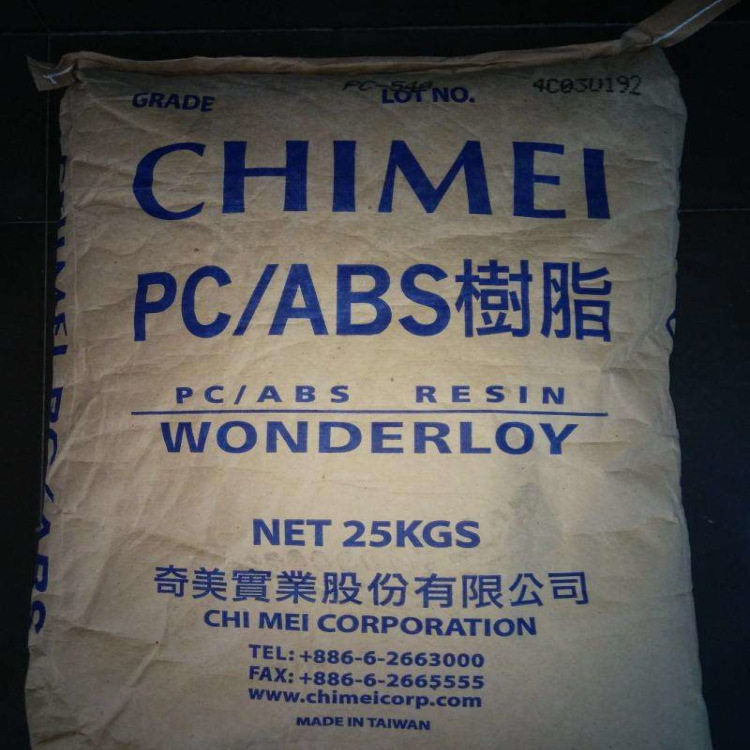 PC-540 4C03U192
GRADE LOT NO.
CHIMEI
PC/ABS樹脂
PC/ABS RESIN
WONDERLOY
NET 25KGS
奇美實業股份有限公司
CHI MEI CORPORATION
TEL: +886-6-2663000
FAX: +886-6-2665555
www.chimeicorp.com
MADE IN TAIWAN